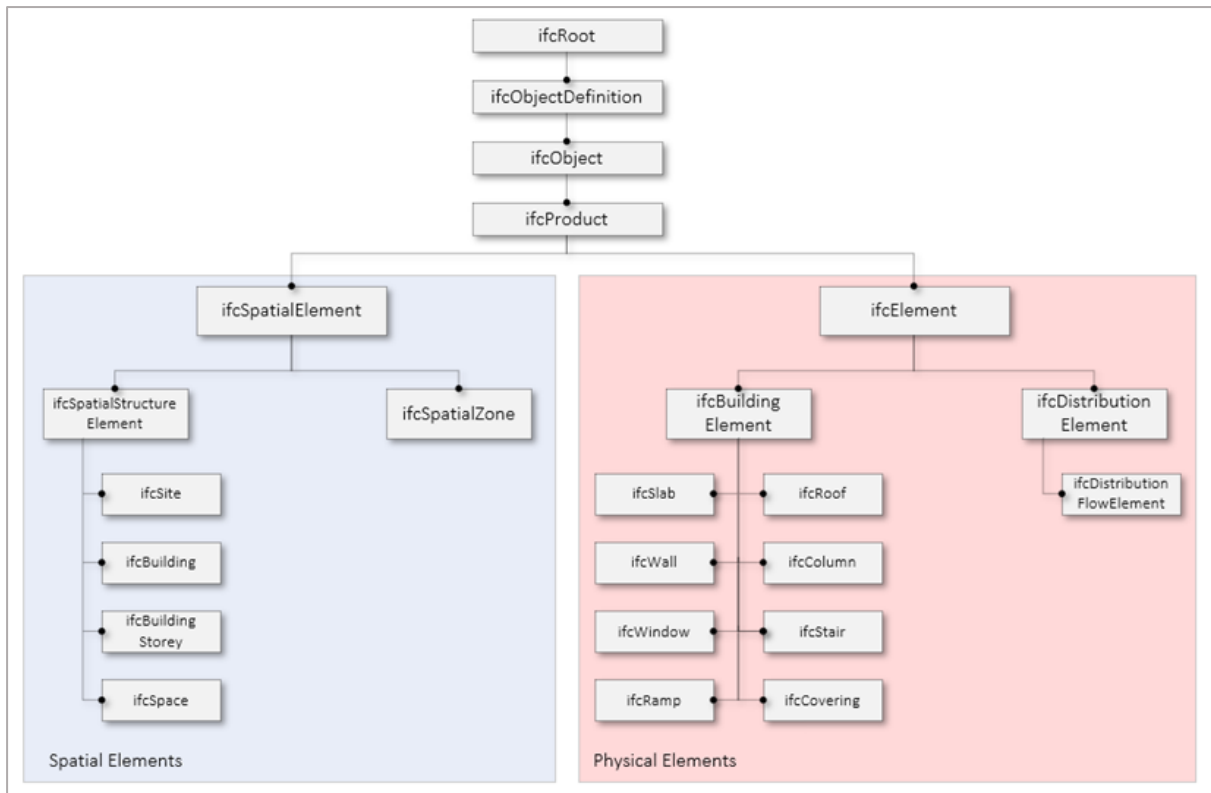 ifcRoot
ifcObjectDefinition
ifcObject
ifcProduct
ifcSpatialElement
ifcElement
ifcSpatialStructure
Element
ifcSpatialZone
ifcBuilding
Element
ifcDistribution
Element
ifcSite
ifcBuilding
ifcBuilding
Storey
ifcSpace
ifcSlab
ifcRoof
ifcWall
ifcColumn
ifcWindow
ifcStair
ifcRamp
ifcCovering
ifcDistribution
FlowElement
Spatial Elements
Physical Elements